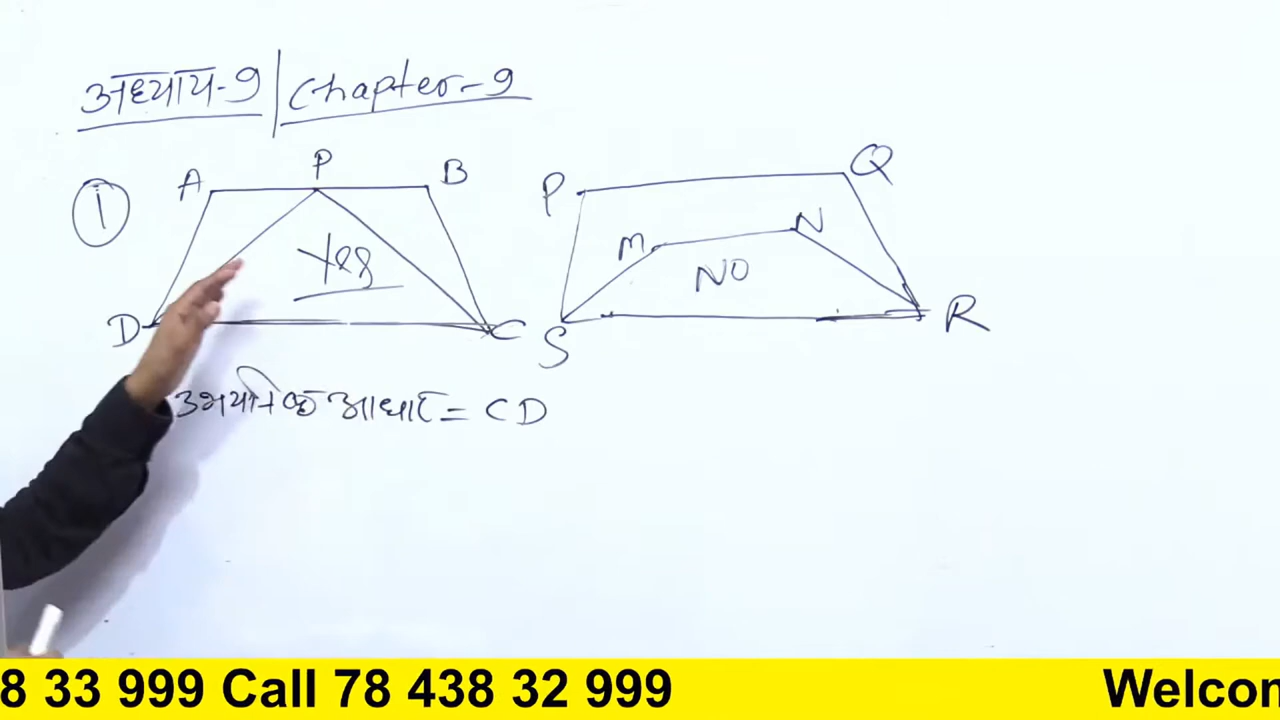 अध्याय-9 | Chapter-9
①
A P B
D C
Yes
P Q
M N
NO
S R
उभयनिष्ठ आधार = CD
8 33 999 Call 78 438 32 999 Welcon